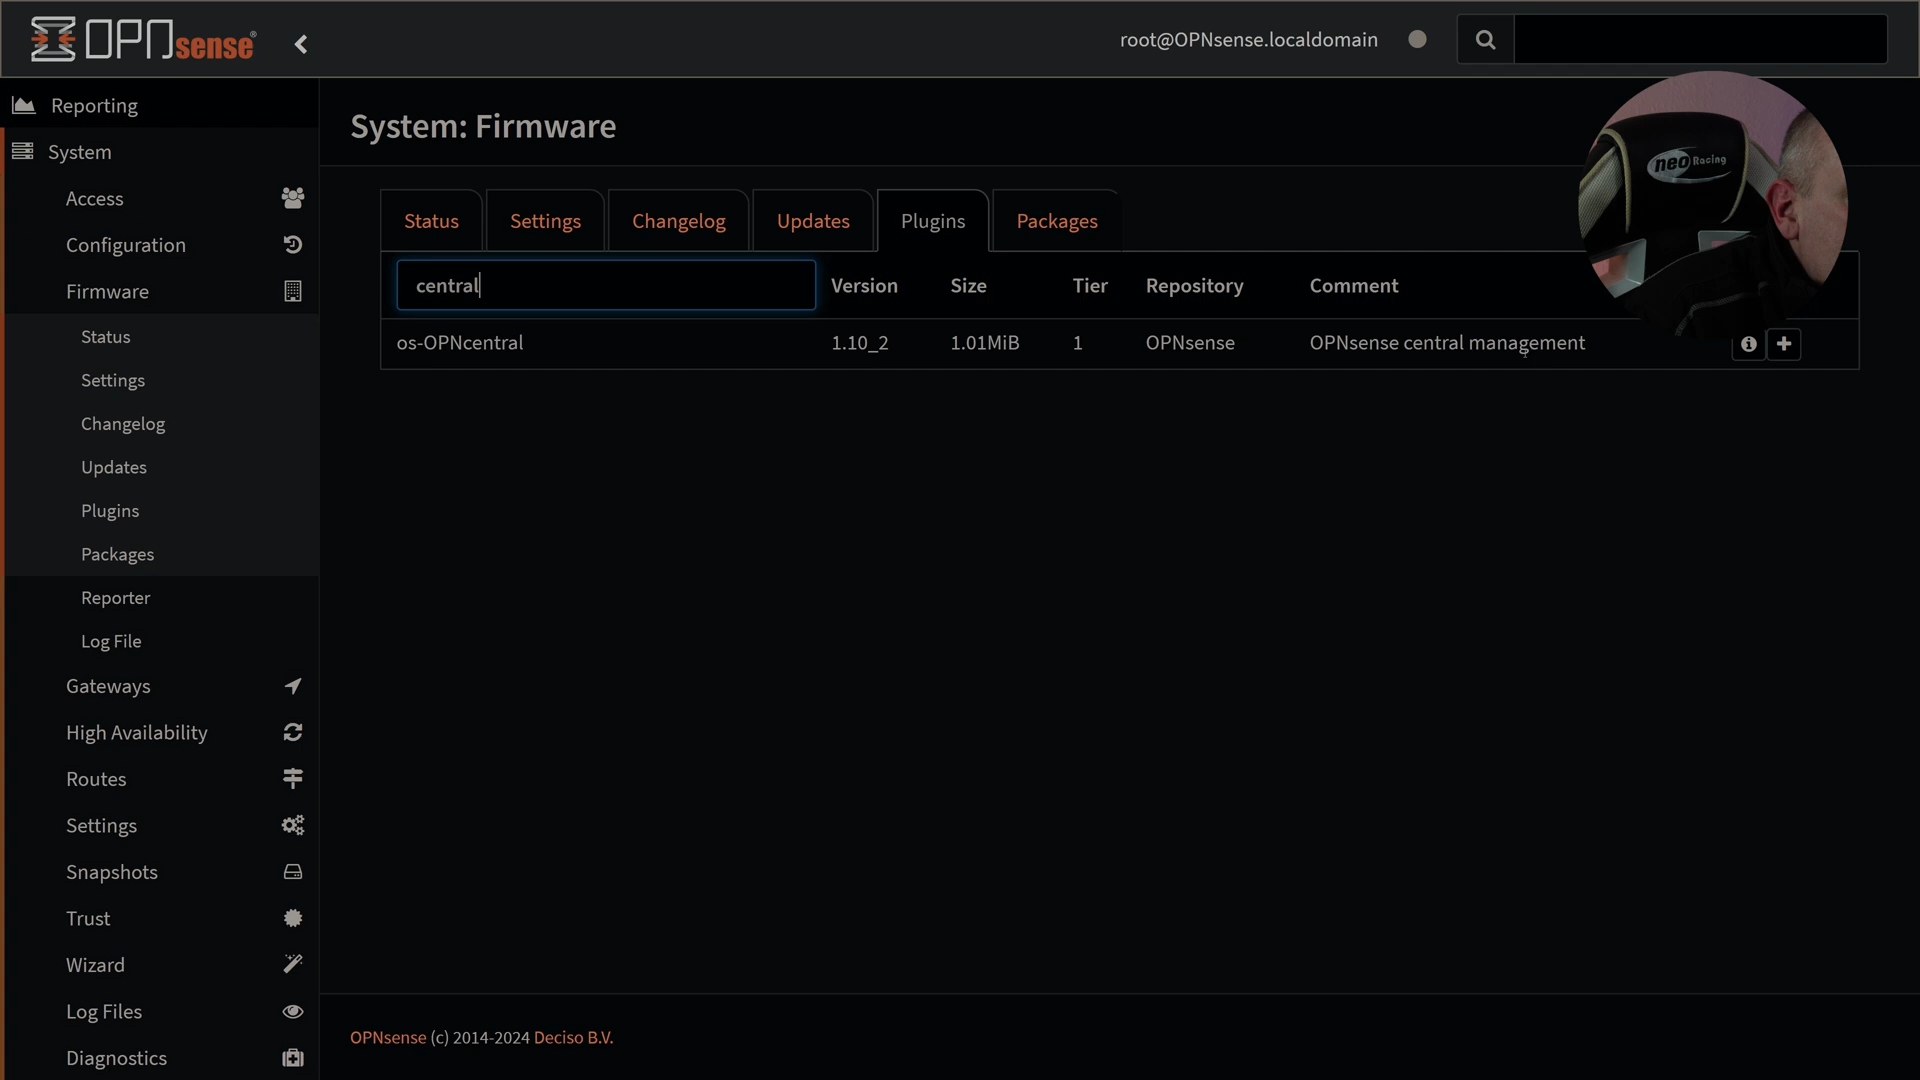 OPNsense®
root@OPNsense.localdomain
Reporting
System
Access
Configuration
Firmware
Status
Settings
Changelog
Updates
Plugins
Packages
Reporter
Log File
Gateways
High Availability
Routes
Settings
Snapshots
Trust
Wizard
Log Files
Diagnostics
System: Firmware
Status Settings Changelog Updates Plugins Packages
central Version Size Tier Repository Comment
os-OPNcentral 1.10_2 1.01MiB 1 OPNsense OPNsense central management
neo Racing
OPNsense (c) 2014-2024 Deciso B.V.